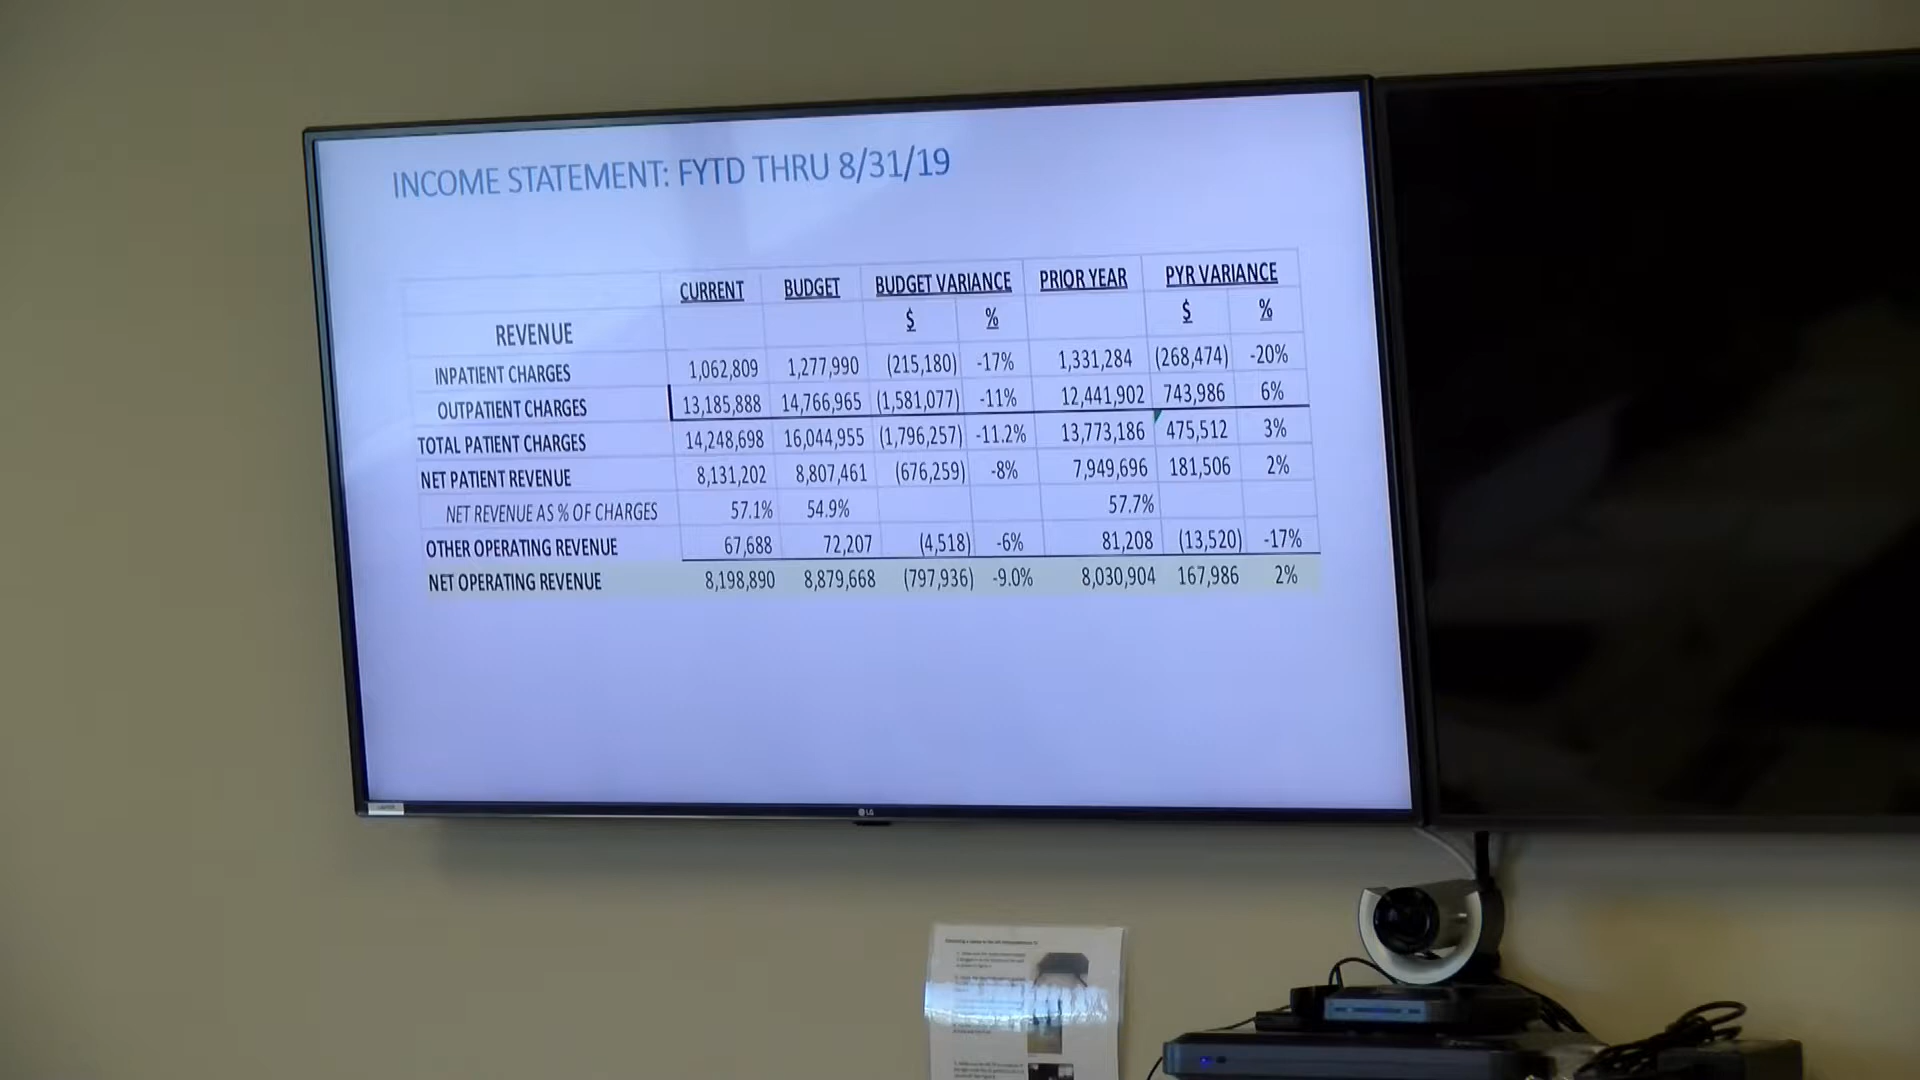 INCOME STATEMENT: FYTD THRU 8/31/19
CURRENT BUDGET BUDGET VARIANCE PRIOR YEAR PYR VARIANCE
$ % $ %
REVENUE
INPATIENT CHARGES 1,062,809 1,277,990 (215,180) -17% 1,331,284 (268,474) -20%
OUTPATIENT CHARGES 13,185,888 14,766,965 (1,581,077) -11% 12,441,902 743,986 6%
TOTAL PATIENT CHARGES 14,248,698 16,044,955 (1,796,257) -11.2% 13,773,186 475,512 3%
NET PATIENT REVENUE 8,131,202 8,807,461 (676,259) -8% 7,949,696 181,506 2%
NET REVENUE AS % OF CHARGES 57.1% 54.9% 57.7%
OTHER OPERATING REVENUE 67,688 72,207 (4,518) -6% 81,208 (13,520) -17%
NET OPERATING REVENUE 8,198,890 8,879,668 (797,936) -9.0% 8,030,904 167,986 2%
LG